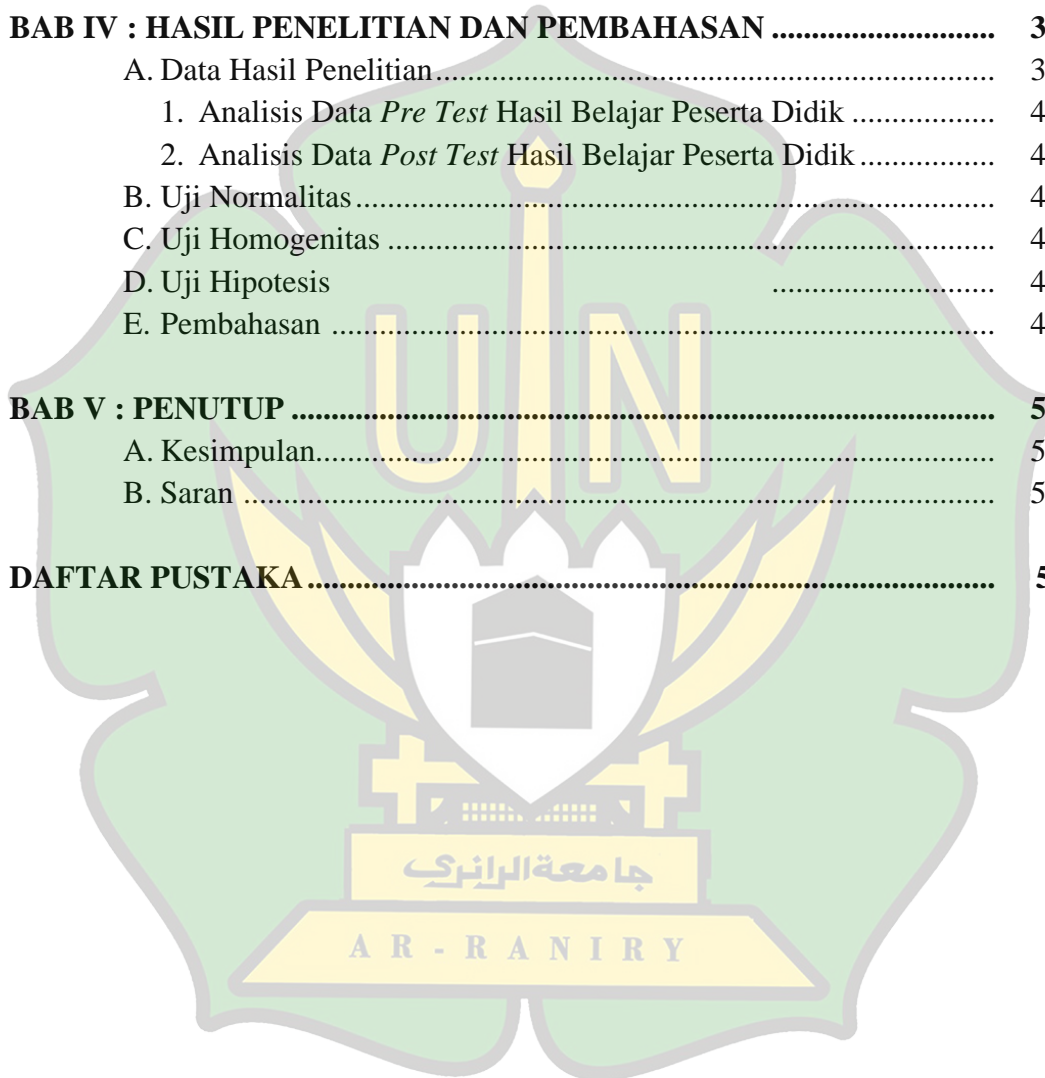 BAB IV : HASIL PENELITIAN DAN PEMBAHASAN ........................... 3
A. Data Hasil Penelitian.................................................................... 3
1. Analisis Data Pre Test Hasil Belajar Peserta Didik ................. 4
2. Analisis Data Post Test Hasil Belajar Peserta Didik ................ 4
B. Uji Normalitas ............................................................................. 4
C. Uji Homogenitas ......................................................................... 4
D. Uji Hipotesis ........................... 4
E. Pembahasan ................................................................................ 4
BAB V : PENUTUP ..................................................................................... 5
A. Kesimpulan.................................................................................. 5
B. Saran ........................................................................................... 5
DAFTAR PUSTAKA ................................................................................... 5
UIN
جامعة الرانري
AR - RANIRY